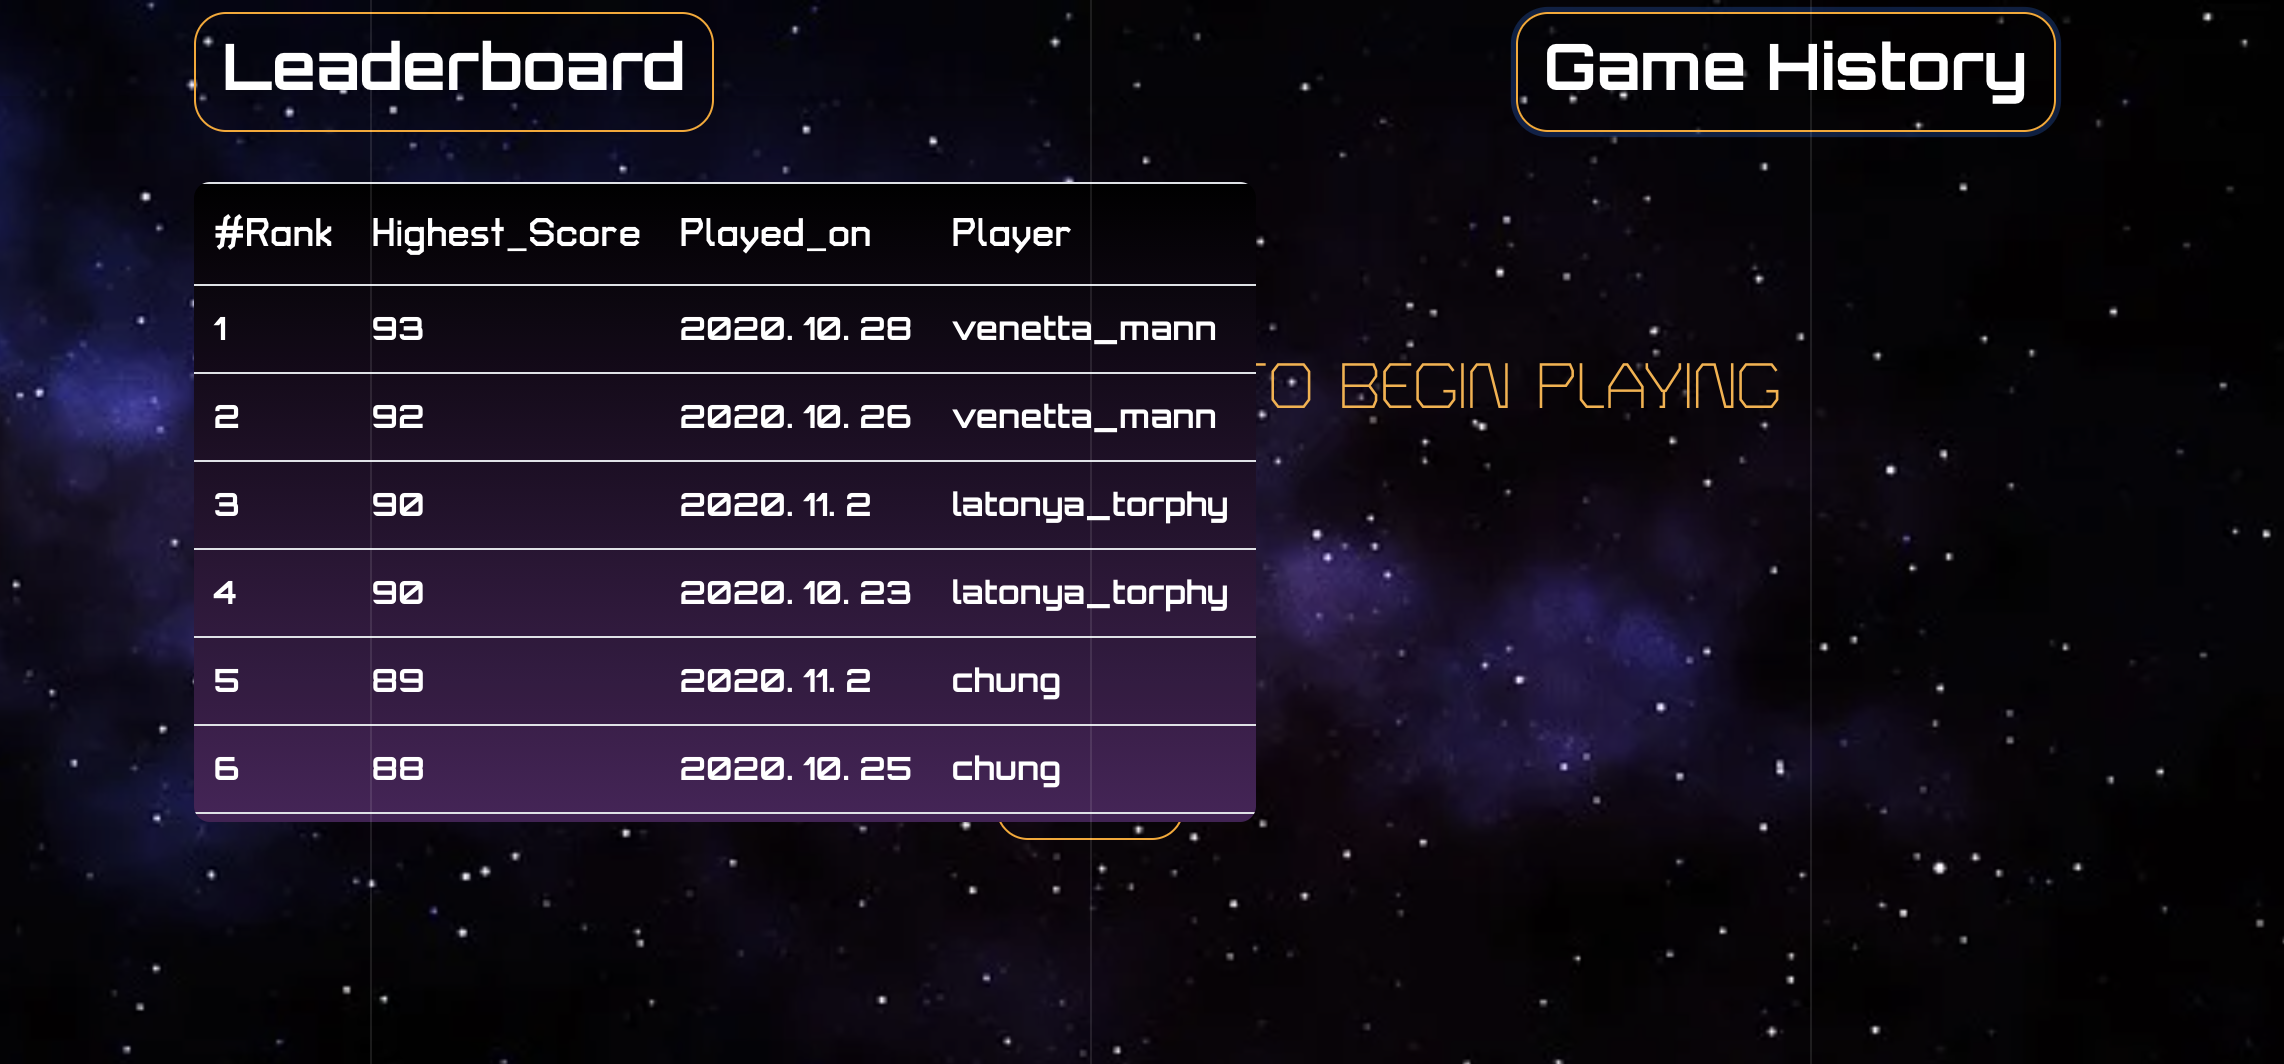 Leaderboard
Game History
#Rank Highest_Score Played_on Player
1 93 2020. 10. 28 venetta_mann
TO BEGIN PLAYING
2 92 2020. 10. 26 venetta_mann
3 90 2020. 11. 2 latonya_torphy
4 90 2020. 10. 23 latonya_torphy
5 89 2020. 11. 2 chung
6 88 2020. 10. 25 chung